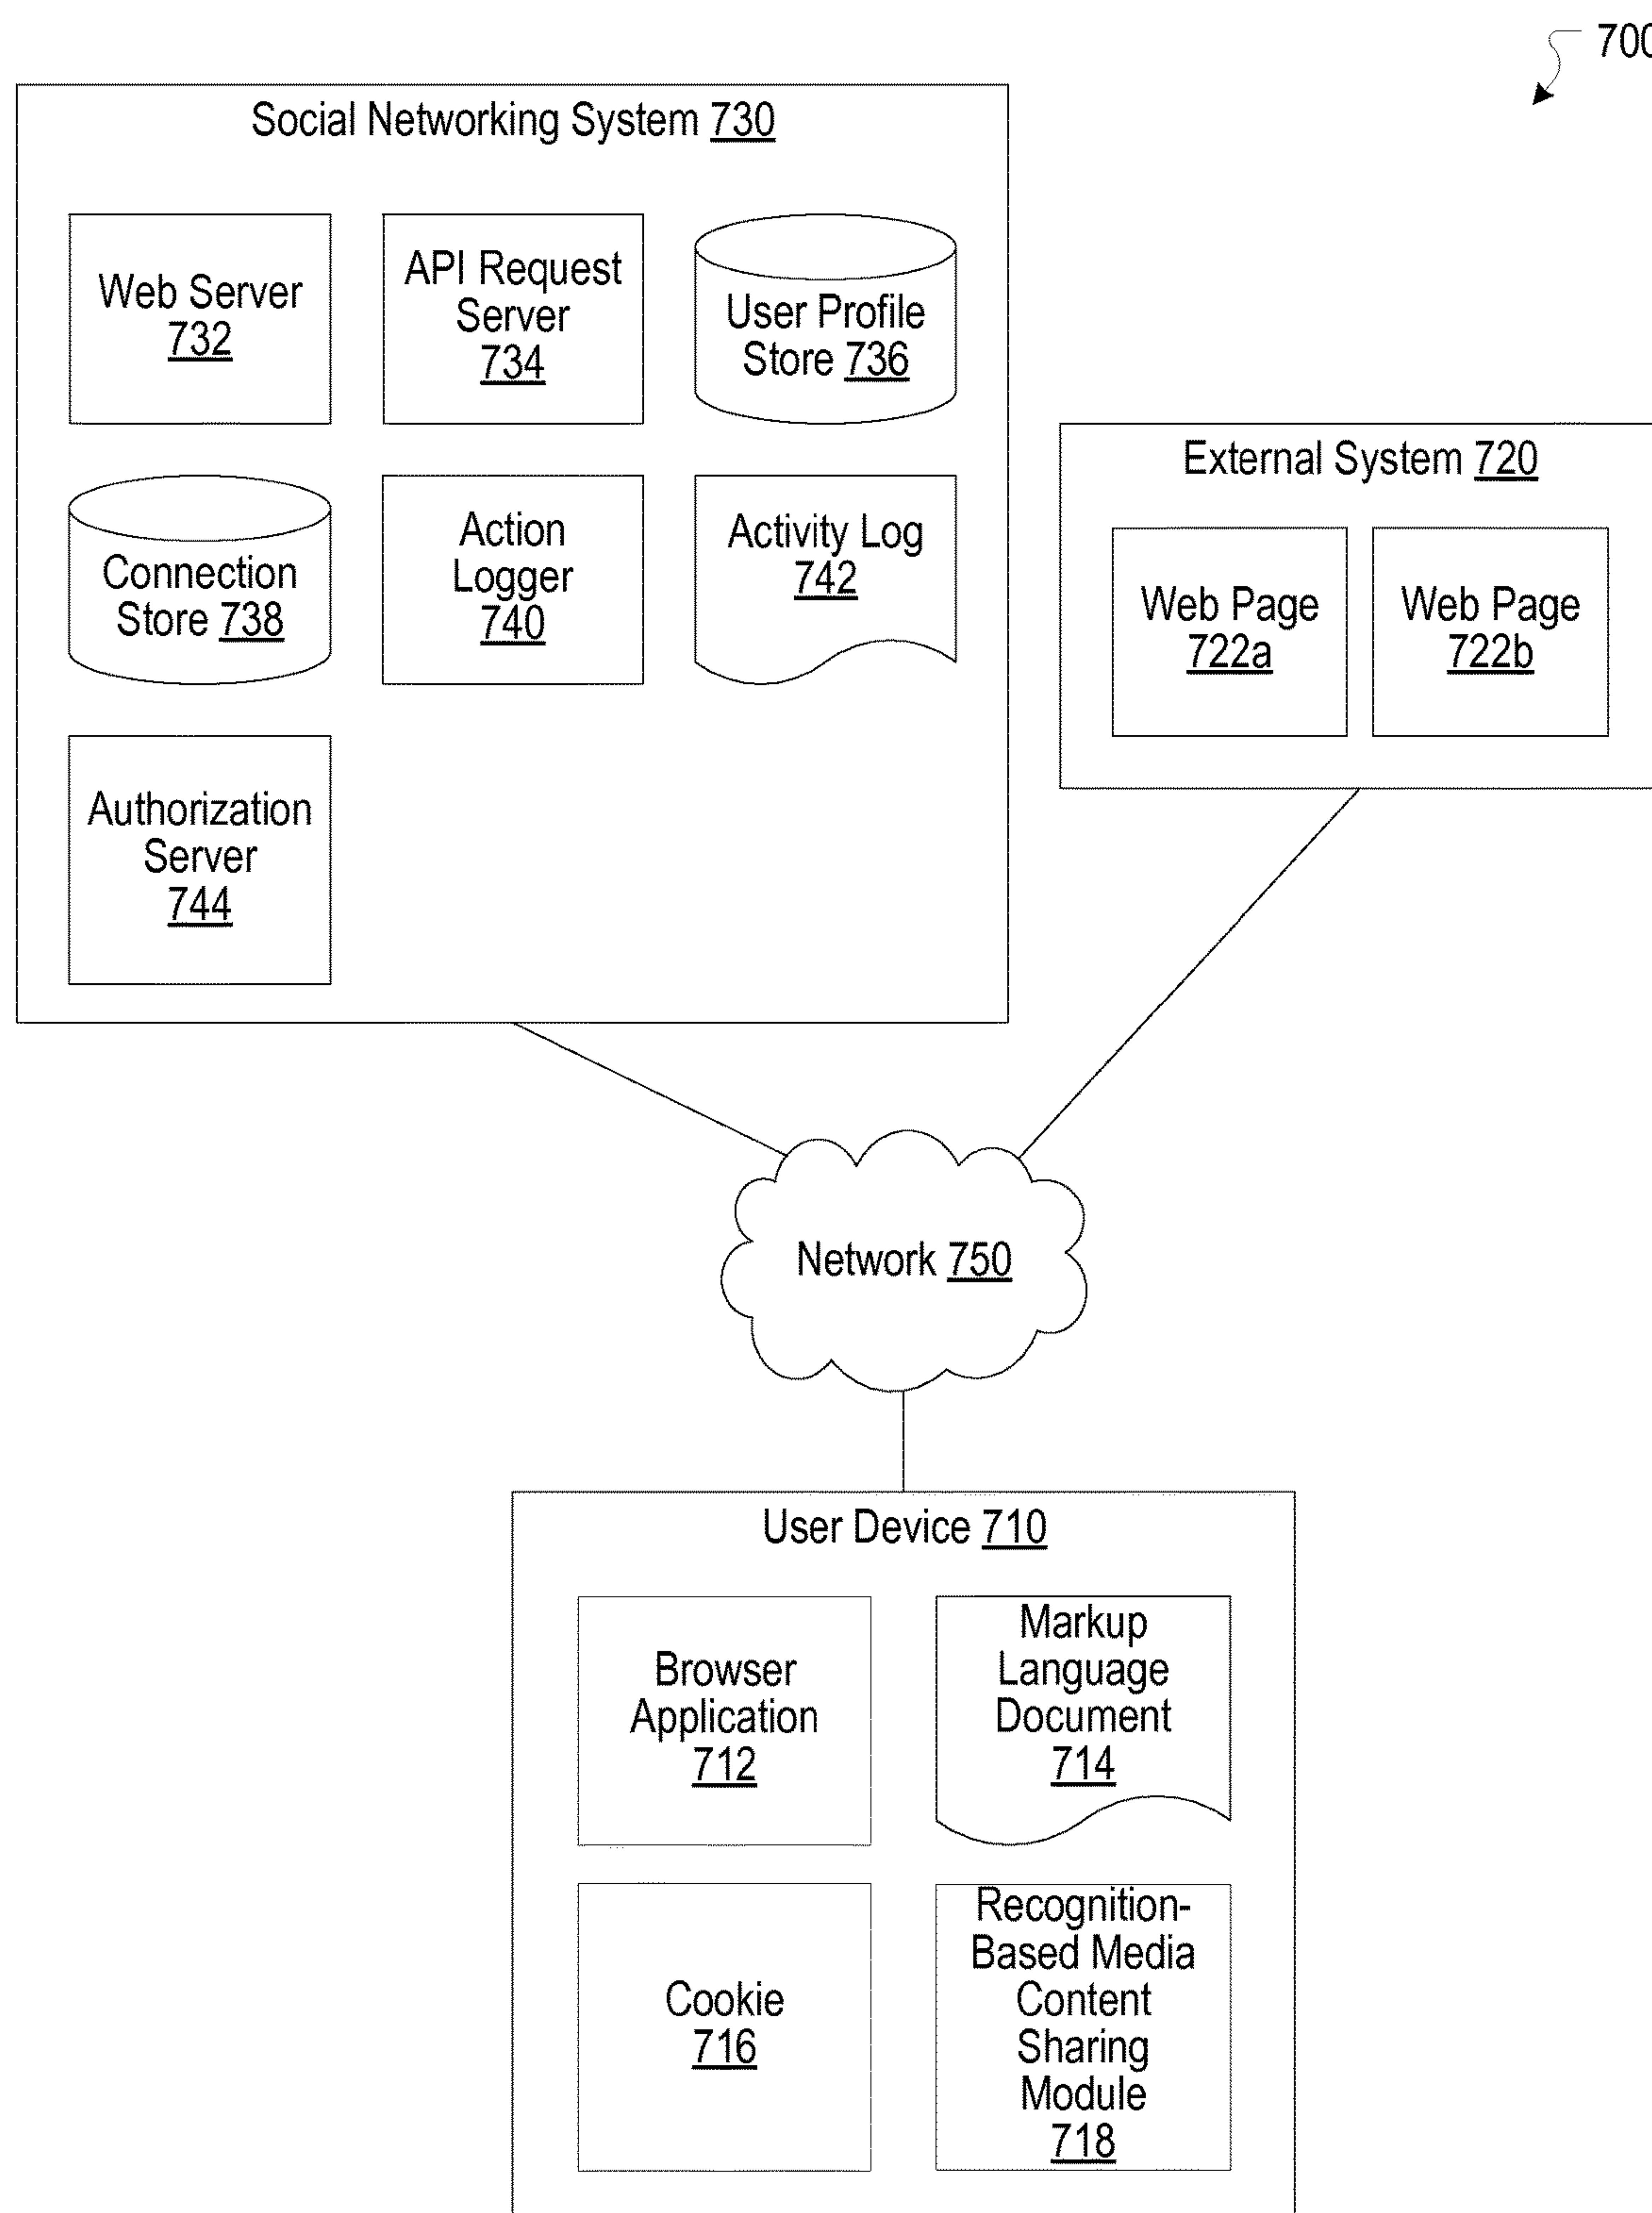 700
Social Networking System 730
Web Server
732
API Request
Server
734
User Profile
Store 736
Connection
Store 738
Action
Logger
740
Activity Log
742
Authorization
Server
744
External System 720
Web Page
722a
Web Page
722b
Network 750
User Device 710
Browser
Application
712
Markup
Language
Document
714
Cookie
716
Recognition-
Based Media
Content
Sharing
Module
718